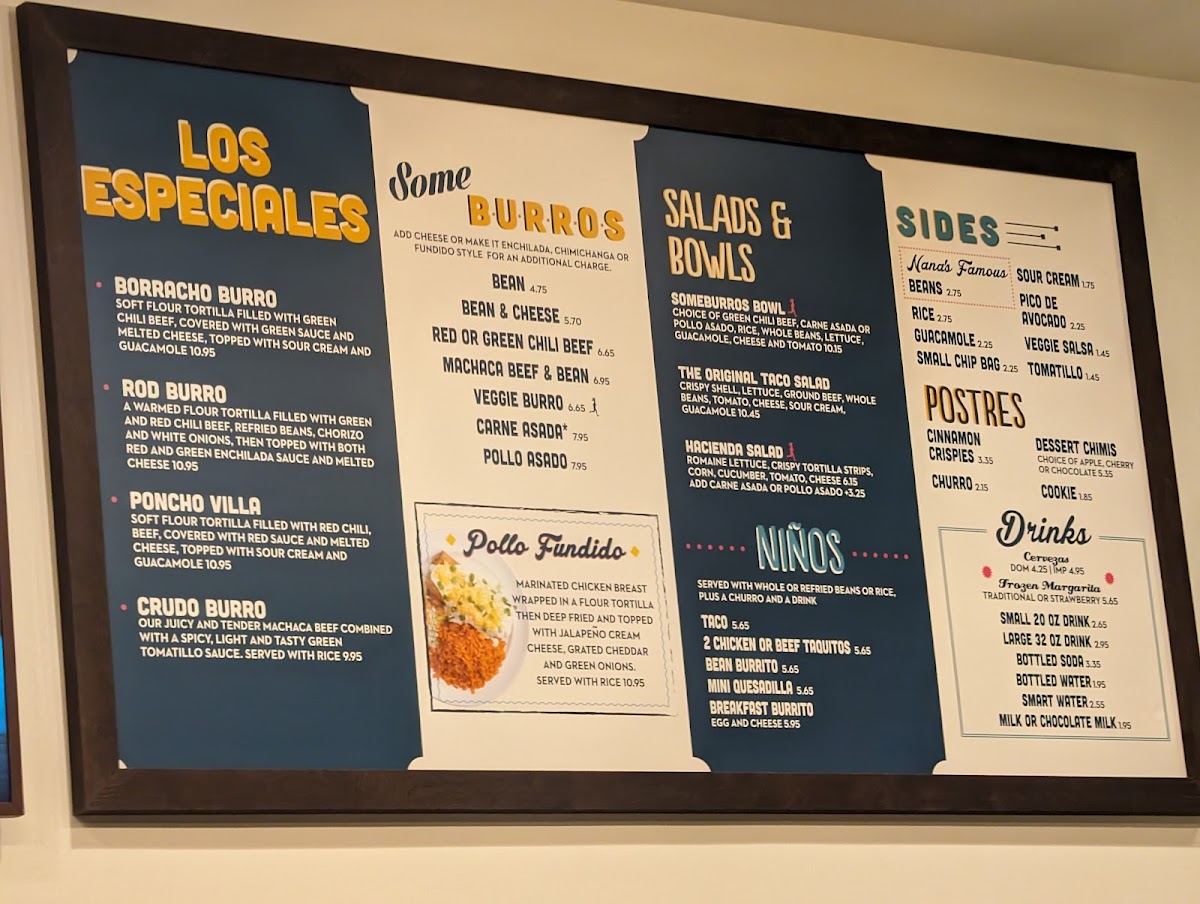 LOS
ESPECIALES
BORRACHO BURRO
SOFT FLOUR TORTILLA FILLED WITH GREEN
CHILI BEEF, COVERED WITH GREEN SAUCE AND
MELTED CHEESE, TOPPED WITH SOUR CREAM AND
GUACAMOLE 10.95
ROD BURRO
A WARMED FLOUR TORTILLA FILLED WITH GREEN
AND RED CHILI BEEF, REFRIED BEANS, CHORIZO
AND WHITE ONIONS, THEN TOPPED WITH BOTH
RED AND GREEN ENCHILADA SAUCE AND MELTED
CHEESE 10.95
PONCHO VILLA
SOFT FLOUR TORTILLA FILLED WITH RED CHILI,
BEEF, COVERED WITH RED SAUCE AND MELTED
CHEESE, TOPPED WITH SOUR CREAM AND
GUACAMOLE 10.95
CRUDO BURRO
OUR JUICY AND TENDER MACHACA BEEF COMBINED
WITH A SPICY, LIGHT AND TASTY GREEN
TOMATILLO SAUCE. SERVED WITH RICE 9.95
Some
B·U·R·R·O·S
ADD CHEESE OR MAKE IT ENCHILADA, CHIMICHANGA OR
FUNDIDO STYLE FOR AN ADDITIONAL CHARGE.
BEAN 4.75
BEAN & CHEESE 5.70
RED OR GREEN CHILI BEEF 6.65
MACHACA BEEF & BEAN 6.95
VEGGIE BURRO 6.65
CARNE ASADA* 7.95
POLLO ASADO 7.95
Pollo Fundido
MARINATED CHICKEN BREAST
WRAPPED IN A FLOUR TORTILLA
THEN DEEP FRIED AND TOPPED
WITH JALAPEÑO CREAM
CHEESE, GRATED CHEDDAR
AND GREEN ONIONS.
SERVED WITH RICE 10.95
SALADS &
BOWLS
SOMEBURROS BOWL
CHOICE OF GREEN CHILI BEEF, CARNE ASADA OR
POLLO ASADO, RICE, WHOLE BEANS, LETTUCE,
GUACAMOLE, CHEESE AND TOMATO 10.15
THE ORIGINAL TACO SALAD
CRISPY SHELL, LETTUCE, GROUND BEEF, WHOLE
BEANS, TOMATO, CHEESE, SOUR CREAM,
GUACAMOLE 10.45
HACIENDA SALAD
ROMAINE LETTUCE, CRISPY TORTILLA STRIPS,
CORN, CUCUMBER, TOMATO, CHEESE 6.15
ADD CARNE ASADA OR POLLO ASADO +3.25
NIÑOS
SERVED WITH WHOLE OR REFRIED BEANS OR RICE,
PLUS A CHURRO AND A DRINK
TACO 5.65
2 CHICKEN OR BEEF TAQUITOS 5.65
BEAN BURRITO 5.65
MINI QUESADILLA 5.65
BREAKFAST BURRITO
EGG AND CHEESE 5.95
SIDES
Nana's Famous
BEANS 2.75
RICE 2.75
GUACAMOLE 2.25
SMALL CHIP BAG 2.25
SOUR CREAM 1.75
PICO DE
AVOCADO 2.25
VEGGIE SALSA 1.45
TOMATILLO 1.45
POSTRES
CINNAMON
CRISPIES 3.35
CHURRO 2.15
DESSERT CHIMIS
CHOICE OF APPLE, CHERRY
OR CHOCOLATE 5.35
COOKIE 1.85
Drinks
Cervezas
DOM 4.25 | IMP 4.95
Frozen Margarita
TRADITIONAL OR STRAWBERRY 5.65
SMALL 20 OZ DRINK 2.65
LARGE 32 OZ DRINK 2.95
BOTTLED SODA 3.35
BOTTLED WATER 1.95
SMART WATER 2.55
MILK OR CHOCOLATE MILK 1.95